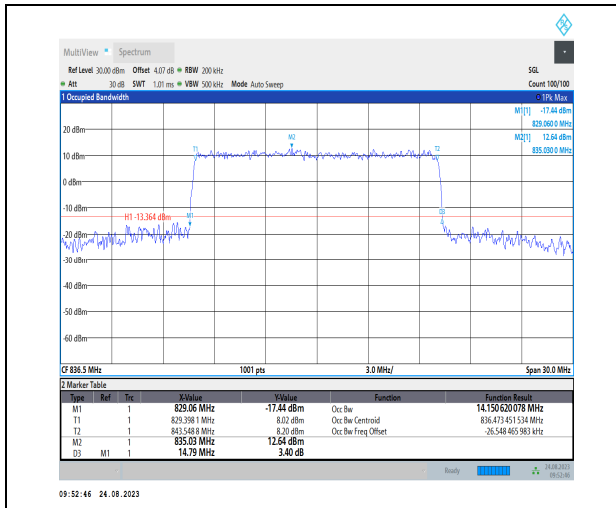 MultiView Spectrum
Ref Level 30.00 dBm Offset 4.07 dB RBW 200 kHz SGL
Att 30 dB SWT 1.01 ms VBW 500 kHz Mode Auto Sweep Count 100/100
1 Occupied Bandwidth 1Pk Max
M1[1] -17.44 dBm
829.060 0 MHz
M2[1] 12.64 dBm
835.030 0 MHz
20 dBm
M2
T1 T2
10 dBm
0 dBm
-10 dBm
H1 -13.364 dBm M1 D3
-20 dBm
-30 dBm
-40 dBm
-50 dBm
-60 dBm
CF 836.5 MHz 1001 pts 3.0 MHz/ Span 30.0 MHz
2 Marker Table
Type Ref Trc X-Value Y-Value Function Function Result
M1 1 829.06 MHz -17.44 dBm Occ Bw 14.150 620 078 MHz
T1 1 829.398 1 MHz 8.02 dBm Occ Bw Centroid 836.473 451 534 MHz
T2 1 843.548 8 MHz 8.20 dBm Occ Bw Freq Offset -26.548 465 983 kHz
M2 1 835.03 MHz 12.64 dBm
D3 M1 1 14.79 MHz 3.40 dB
Ready 24.08.2023
09:52:46
09:52:46 24.08.2023